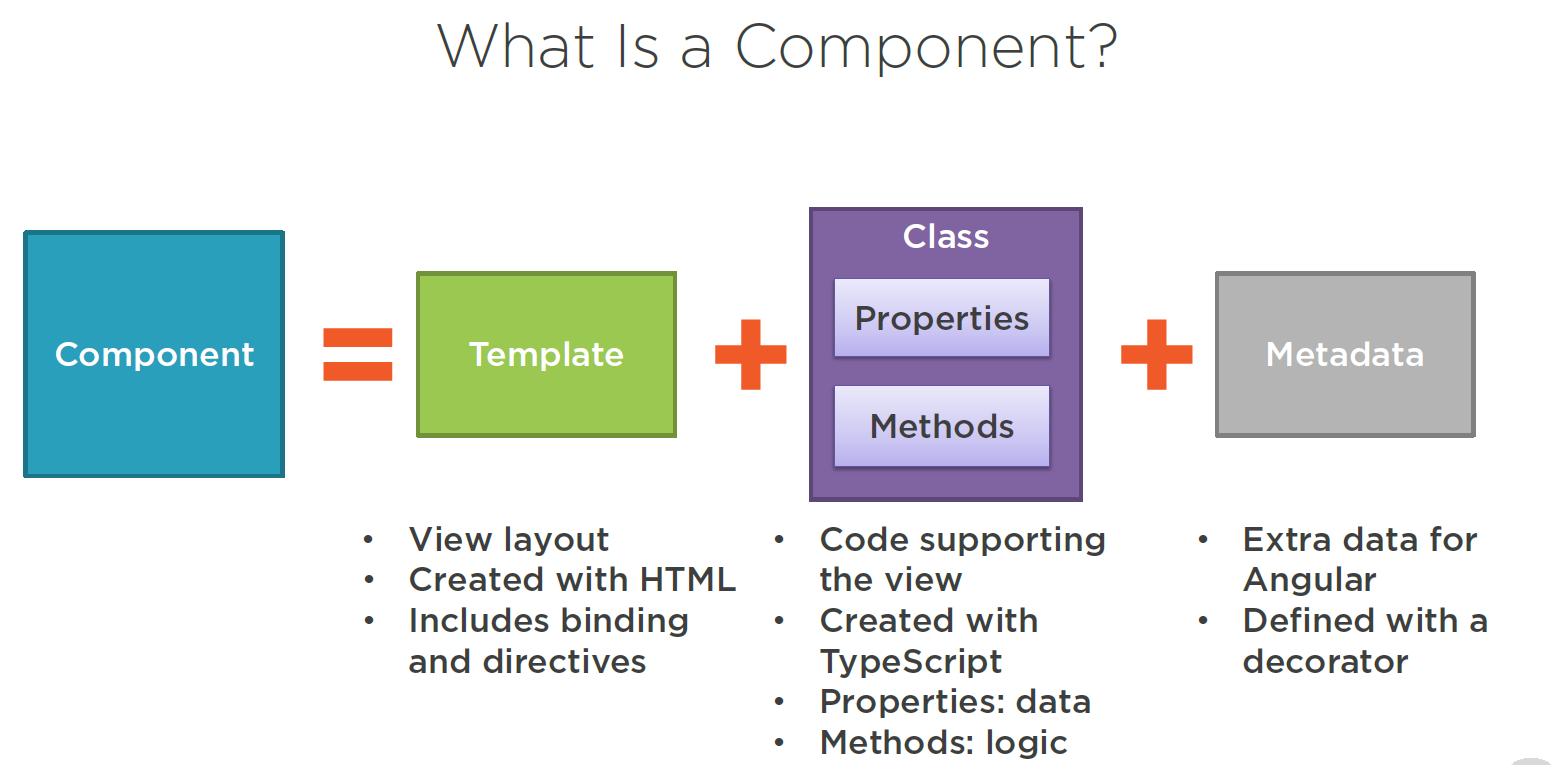 What Is a Component?
Component
Template
Class
Properties
Methods
Metadata
• View layout
• Created with HTML
• Includes binding
and directives
• Code supporting
the view
• Created with
TypeScript
• Properties: data
• Methods: logic
• Extra data for
Angular
• Defined with a
decorator